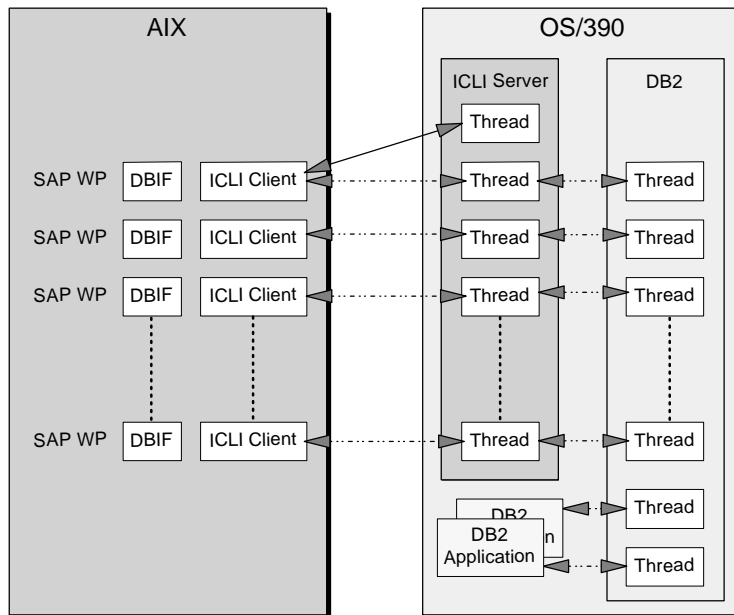 AIX
OS/390
ICLI Server
DB2
Thread
SAP WP DBIF ICLI Client Thread Thread
SAP WP DBIF ICLI Client Thread Thread
SAP WP DBIF ICLI Client Thread Thread
SAP WP DBIF ICLI Client Thread Thread
DB2
Thread
DB2
Application
Thread